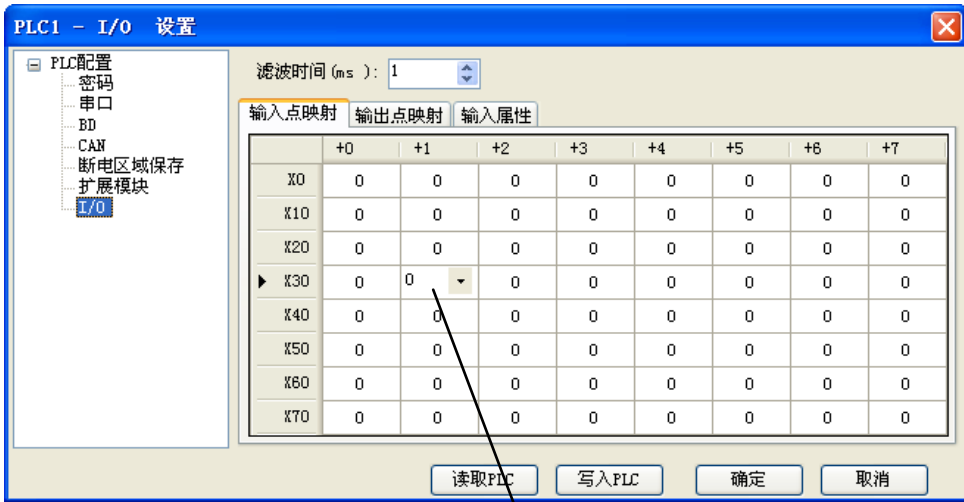 PLC1 - I/O 设置
PLC配置
密码
串口
BD
CAN
断电区域保存
扩展模块
I/O
滤波时间(ms ): 1
输入点映射 输出点映射 输入属性
+0 +1 +2 +3 +4 +5 +6 +7
X0 0 0 0 0 0 0 0 0
X10 0 0 0 0 0 0 0 0
X20 0 0 0 0 0 0 0 0
X30 0 0 0 0 0 0 0 0
X40 0 0 0 0 0 0 0 0
X50 0 0 0 0 0 0 0 0
X60 0 0 0 0 0 0 0 0
X70 0 0 0 0 0 0 0 0
读取PLC 写入PLC 确定 取消